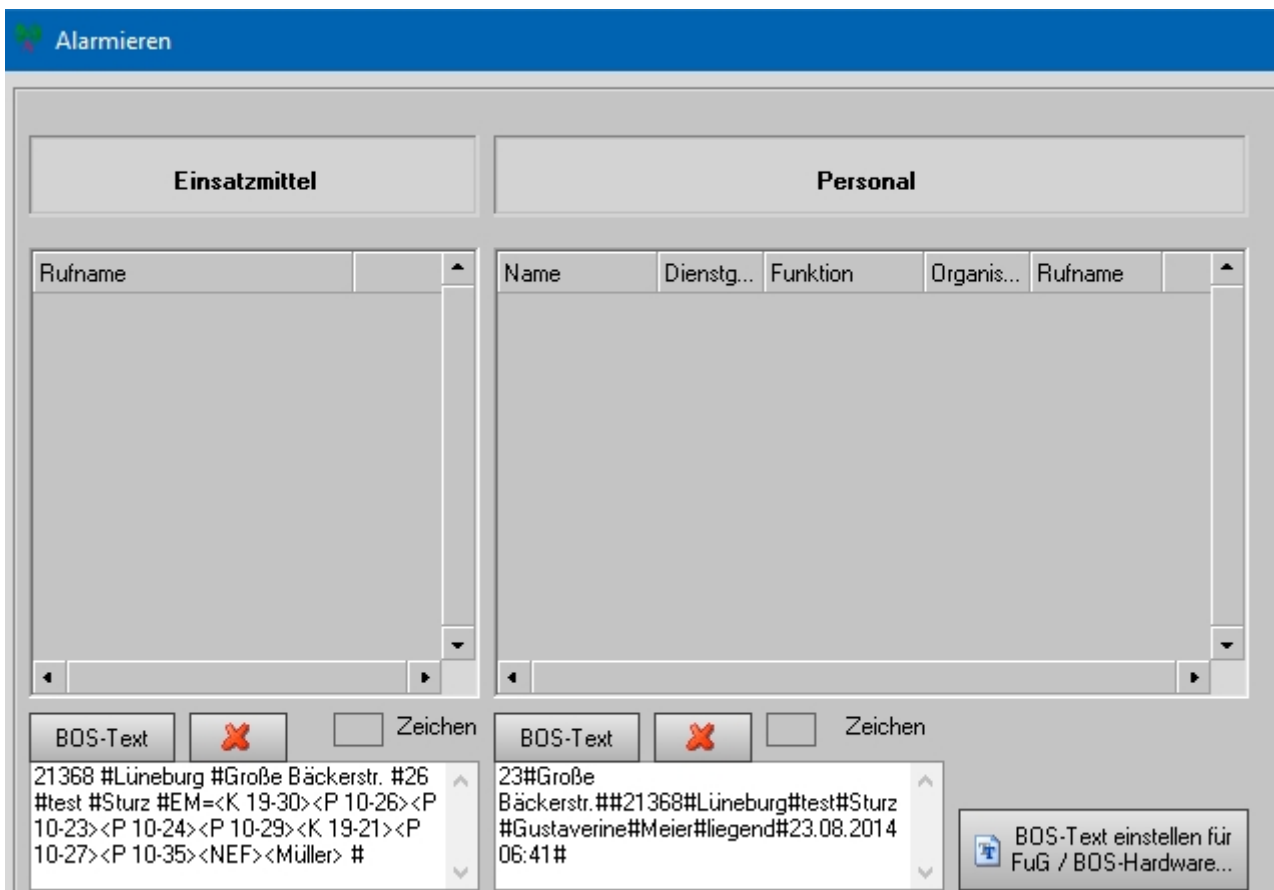 Alarmieren
Einsatzmittel
Personal
Rufname
Name Dienstg... Funktion Organis... Rufname
BOS-Text Zeichen
BOS-Text Zeichen
21368 #Lüneburg #Große Bäckerstr. #26
#test #Sturz #EM=<K 19-30><P 10-26><P
10-23><P 10-24><P 10-29><K 19-21><P
10-27><P 10-35><NEF><Müller> #
23#Große
Bäckerstr.##21368#Lüneburg#test#Sturz
#Gustaverine#Meier#liegend#23.08.2014
06:41#
BOS-Text einstellen für
FuG / BOS-Hardware...